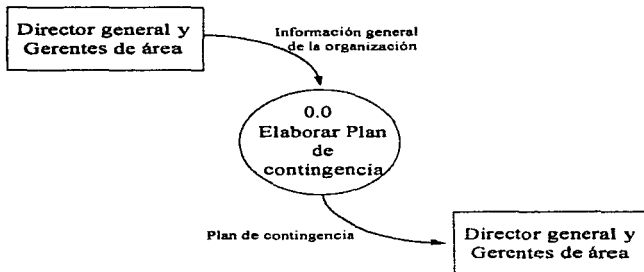 Director general y
Gerentes de área
Información general
de la organización
0.0
Elaborar Plan
de
contingencia
Plan de contingencia
Director general y
Gerentes de área